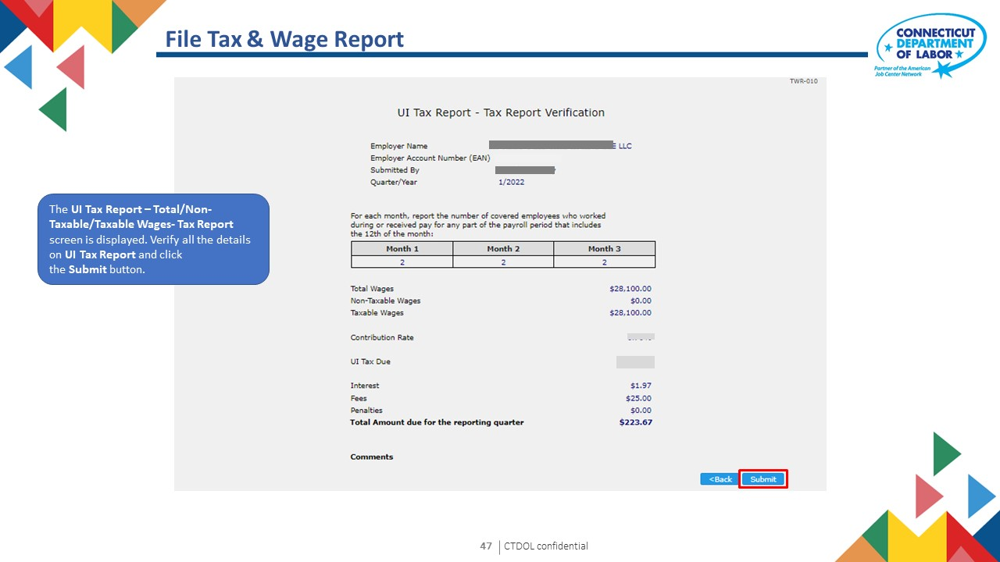 File Tax & Wage Report
CONNECTICUT
DEPARTMENT
OF LABOR
Partner of the American
Job Center Network
TWR-010
UI Tax Report - Tax Report Verification
Employer Name LLC
Employer Account Number (EAN)
Submitted By
Quarter/Year 1/2022
The UI Tax Report – Total/Non-
Taxable/Taxable Wages- Tax Report
screen is displayed. Verify all the details
on UI Tax Report and click
the Submit button.
For each month, report the number of covered employees who worked
during or received pay for any part of the payroll period that includes
the 12th of the month:
Month 1 Month 2 Month 3
2 2 2
Total Wages $28,100.00
Non-Taxable Wages $0.00
Taxable Wages $28,100.00
Contribution Rate
UI Tax Due
Interest $1.97
Fees $25.00
Penalties $0.00
Total Amount due for the reporting quarter $223.67
Comments
<Back Submit
47 CTDOL confidential